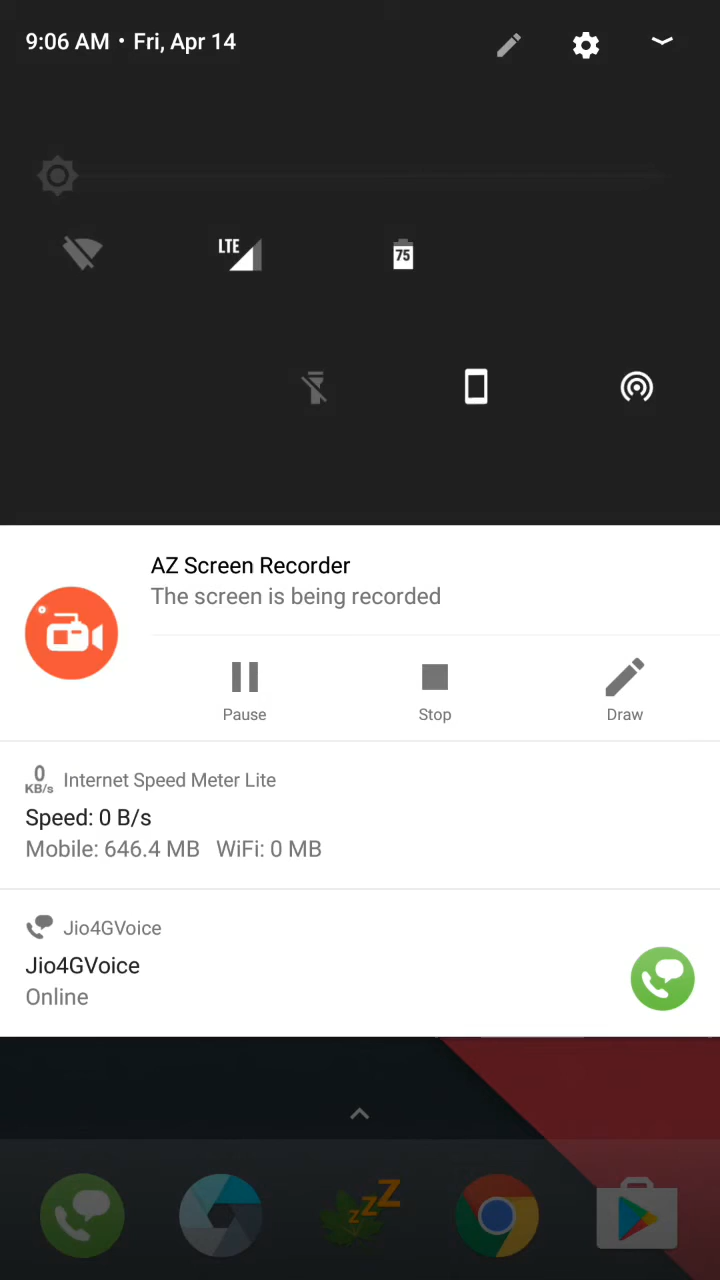 9:06 AM • Fri, Apr 14
LTE
75
AZ Screen Recorder
The screen is being recorded
Pause
Stop
Draw
0
KB/s
Internet Speed Meter Lite
Speed: 0 B/s
Mobile: 646.4 MB WiFi: 0 MB
Jio4GVoice
Jio4GVoice
Online
zzZ